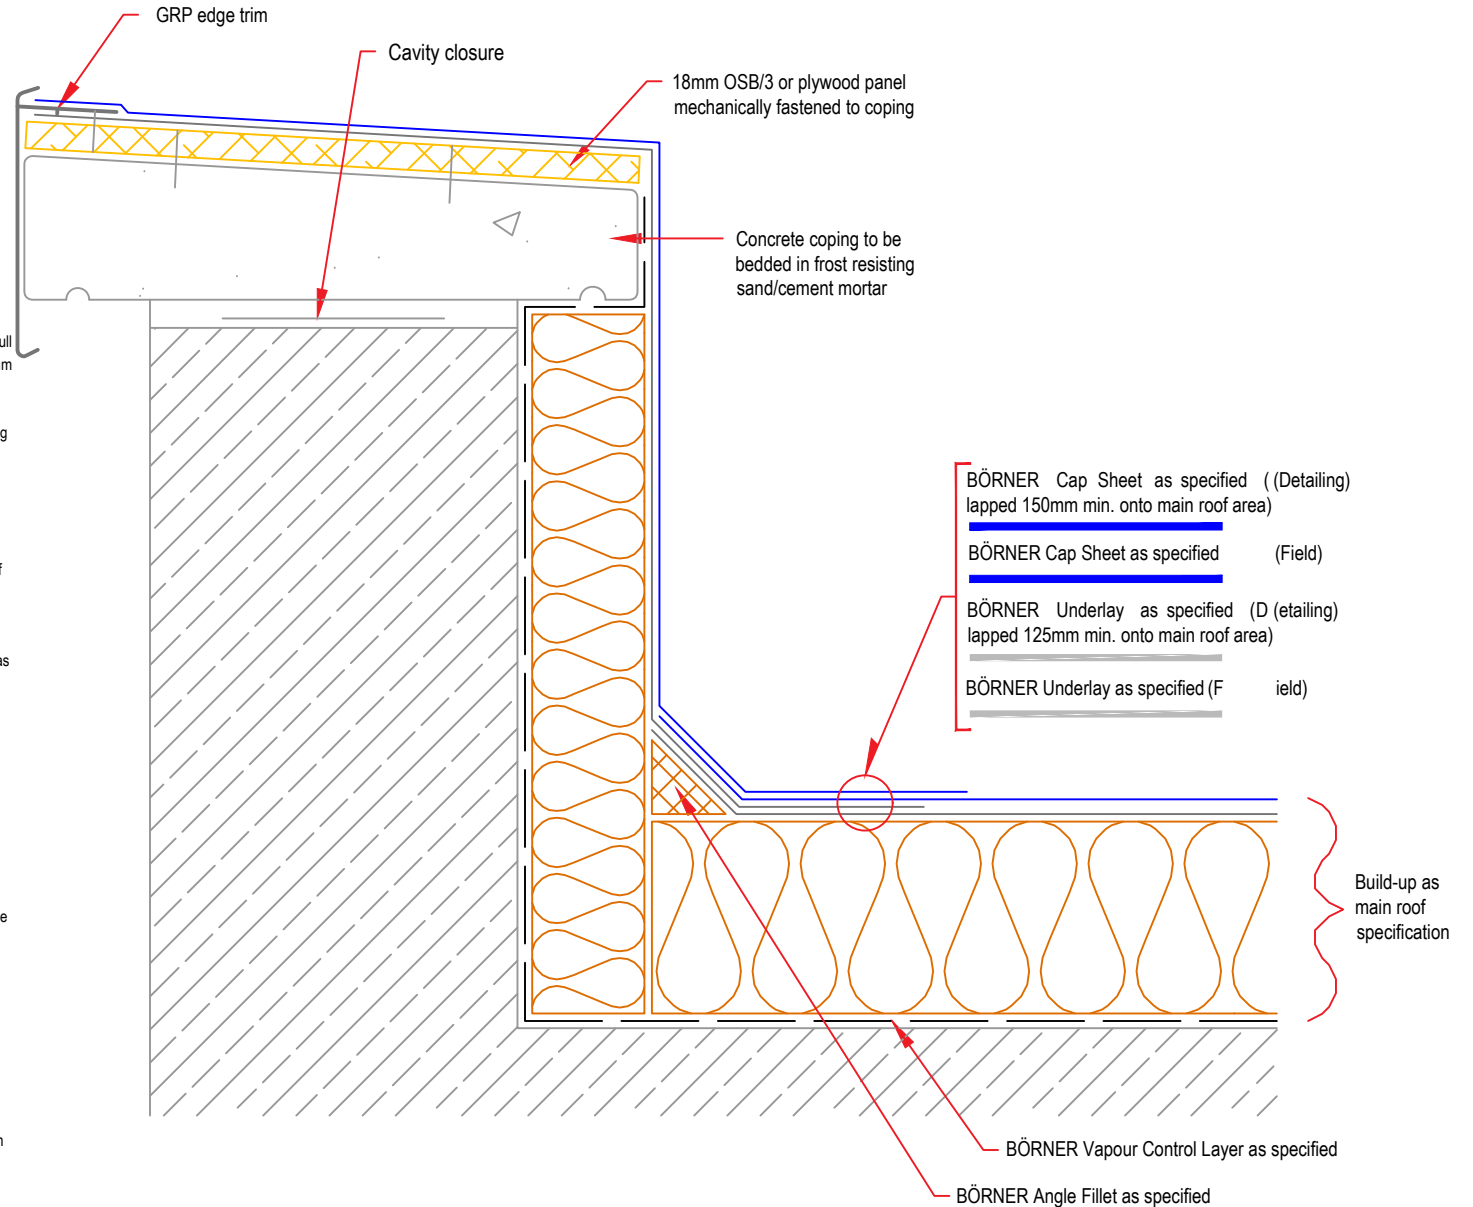 GRP edge trim
Cavity closure
18mm OSB/3 or plywood panel
mechanically fastened to coping
Concrete coping to be
bedded in frost resisting
sand/cement mortar
BÖRNER Cap Sheet as specified ( (Detailing)
lapped 150mm min. onto main roof area)
BÖRNER Cap Sheet as specified (Field)
BÖRNER Underlay as specified (D (etailing)
lapped 125mm min. onto main roof area)
BÖRNER Underlay as specified (F ield)
Build-up as
main roof
specification
BÖRNER Vapour Control Layer as specified
BÖRNER Angle Fillet as specified